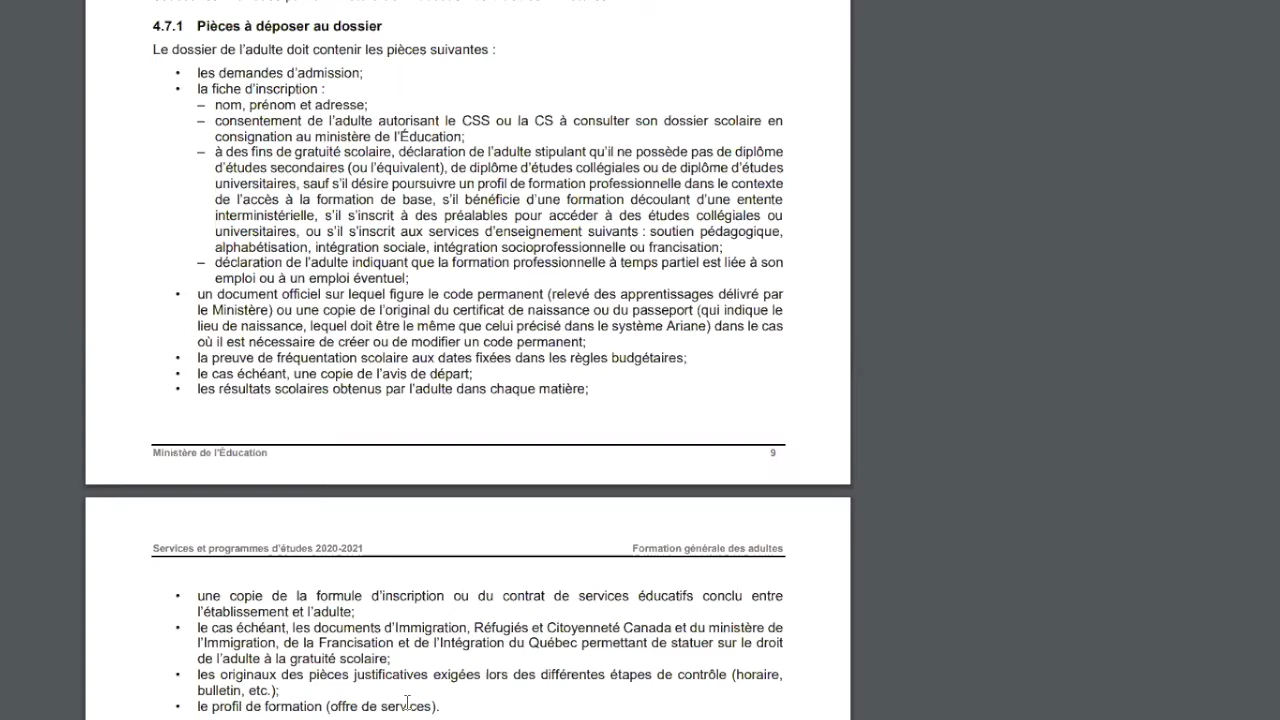 4.7.1 Pièces à déposer au dossier
Le dossier de l'adulte doit contenir les pièces suivantes :
• les demandes d'admission;
• la fiche d'inscription :
– nom, prénom et adresse;
– consentement de l'adulte autorisant le CSS ou la CS à consulter son dossier scolaire en
consignation au ministère de l'Éducation;
– à des fins de gratuité scolaire, déclaration de l'adulte stipulant qu'il ne possède pas de diplôme
d'études secondaires (ou l'équivalent), de diplôme d'études collégiales ou de diplôme d'études
universitaires, sauf s'il désire poursuivre un profil de formation professionnelle dans le contexte
de l'accès à la formation de base, s'il bénéficie d'une formation découlant d'une entente
interministérielle, s'il s'inscrit à des préalables pour accéder à des études collégiales ou
universitaires, ou s'il s'inscrit aux services d'enseignement suivants : soutien pédagogique,
alphabétisation, intégration sociale, intégration socioprofessionnelle ou francisation;
– déclaration de l'adulte indiquant que la formation professionnelle à temps partiel est liée à son
emploi ou à un emploi éventuel;
• un document officiel sur lequel figure le code permanent (relevé des apprentissages délivré par
le Ministère) ou une copie de l'original du certificat de naissance ou du passeport (qui indique le
lieu de naissance, lequel doit être le même que celui précisé dans le système Ariane) dans le cas
où il est nécessaire de créer ou de modifier un code permanent;
• la preuve de fréquentation scolaire aux dates fixées dans les règles budgétaires;
• le cas échéant, une copie de l'avis de départ;
• les résultats scolaires obtenus par l'adulte dans chaque matière;
Ministère de l'Éducation 9
Services et programmes d'études 2020-2021 Formation générale des adultes
• une copie de la formule d'inscription ou du contrat de services éducatifs conclu entre
l'établissement et l'adulte;
• le cas échéant, les documents d'Immigration, Réfugiés et Citoyenneté Canada et du ministère de
l'Immigration, de la Francisation et de l'Intégration du Québec permettant de statuer sur le droit
de l'adulte à la gratuité scolaire;
• les originaux des pièces justificatives exigées lors des différentes étapes de contrôle (horaire,
bulletin, etc.);
• le profil de formation (offre de services).